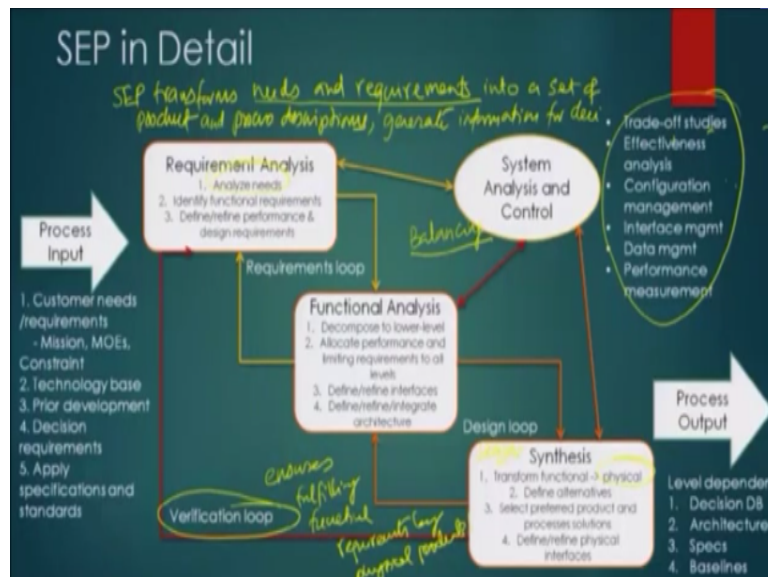 SEP in Detail
SEP transforms needs and requirements into a set of
product and process descriptions, generate information for deci
Requirement Analysis
1. Analyze needs
2. Identify functional requirements
3. Define/refine performance &
design requirements
System
Analysis and
Control
• Trade-off studies
• Effectiveness
analysis
• Configuration
management
• Interface mgmt
• Data mgmt
• Performance
measurement
Balancing
Process
Input
Requirements loop
1. Customer needs
/requirements
- Mission, MOEs,
Constraint
2. Technology base
3. Prior development
4. Decision
requirements
5. Apply
specifications and
standards
Functional Analysis
1. Decompose to lower-level
2. Allocate performance and
limiting requirements to all
levels
3. Define/refine interfaces
4. Define/refine/integrate
architecture
Design loop
Process
Output
Synthesis
1. Transform functional -> physical
2. Define alternatives
3. Select preferred product and
processes solutions
4. Define/refine physical
interfaces
Level depender
1. Decision DB
2. Architecture
3. Specs
4. Baselines
Verification loop
ensures
fulfilling
functional
requirements by
physical products